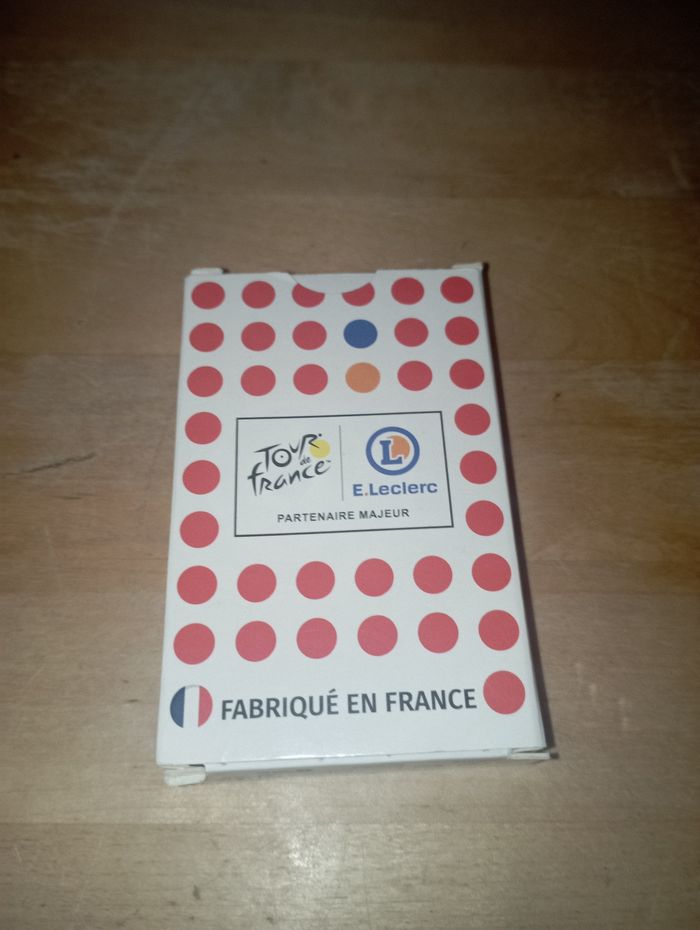 TOUR
de
france
L
E.Leclerc
PARTENAIRE MAJEUR
FABRIQUÉ EN FRANCE